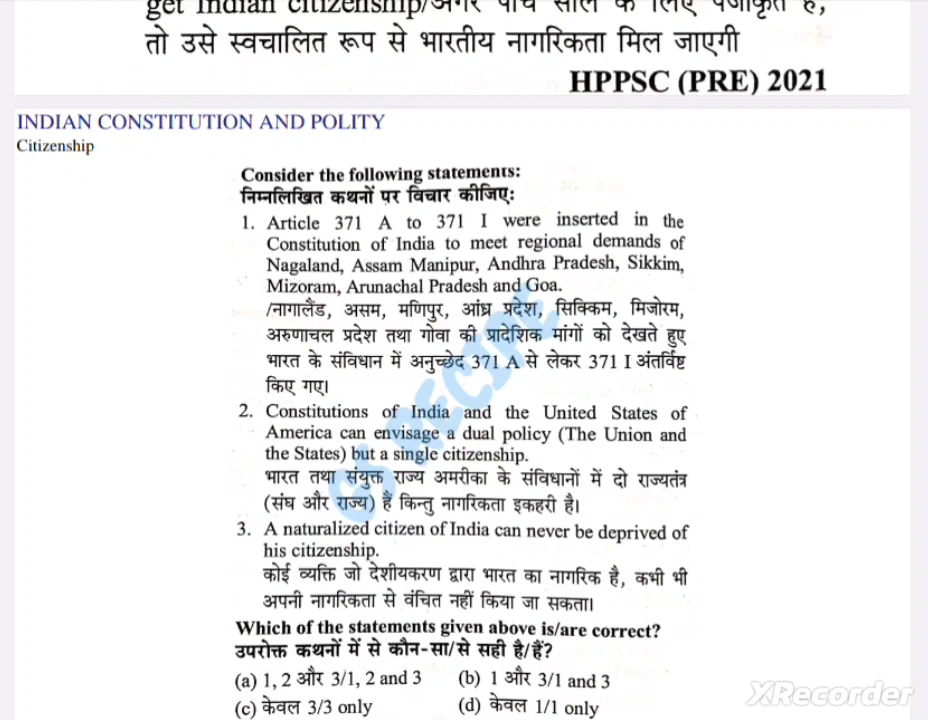 get Indian citizenship/अगर पांच साल के लिए पंजीकृत है,
तो उसे स्वचालित रूप से भारतीय नागरिकता मिल जाएगी
HPPSC (PRE) 2021
INDIAN CONSTITUTION AND POLITY
Citizenship
Consider the following statements:
निम्नलिखित कथनों पर विचार कीजिएः
1. Article 371 A to 371 I were inserted in the
Constitution of India to meet regional demands of
Nagaland, Assam Manipur, Andhra Pradesh, Sikkim,
Mizoram, Arunachal Pradesh and Goa.
/नागालैंड, असम, मणिपुर, आंध्र प्रदेश, सिक्किम, मिजोरम,
अरुणाचल प्रदेश तथा गोवा की प्रादेशिक मांगों को देखते हुए
भारत के संविधान में अनुच्छेद 371 A से लेकर 371 I अंतर्विष्ट
किए गए।
2. Constitutions of India and the United States of
America can envisage a dual policy (The Union and
the States) but a single citizenship.
भारत तथा संयुक्त राज्य अमरीका के संविधानों में दो राज्यतंत्र
(संघ और राज्य) हैं किन्तु नागरिकता इकहरी है।
3. A naturalized citizen of India can never be deprived of
his citizenship.
कोई व्यक्ति जो देशीयकरण द्वारा भारत का नागरिक है, कभी भी
अपनी नागरिकता से वंचित नहीं किया जा सकता।
Which of the statements given above is/are correct?
उपरोक्त कथनों में से कौन-सा/से सही है/हैं?
(a) 1, 2 और 3/1, 2 and 3 (b) 1 और 3/1 and 3
(c) केवल 3/3 only (d) केवल 1/1 only
GS RECIPE
XRecorder